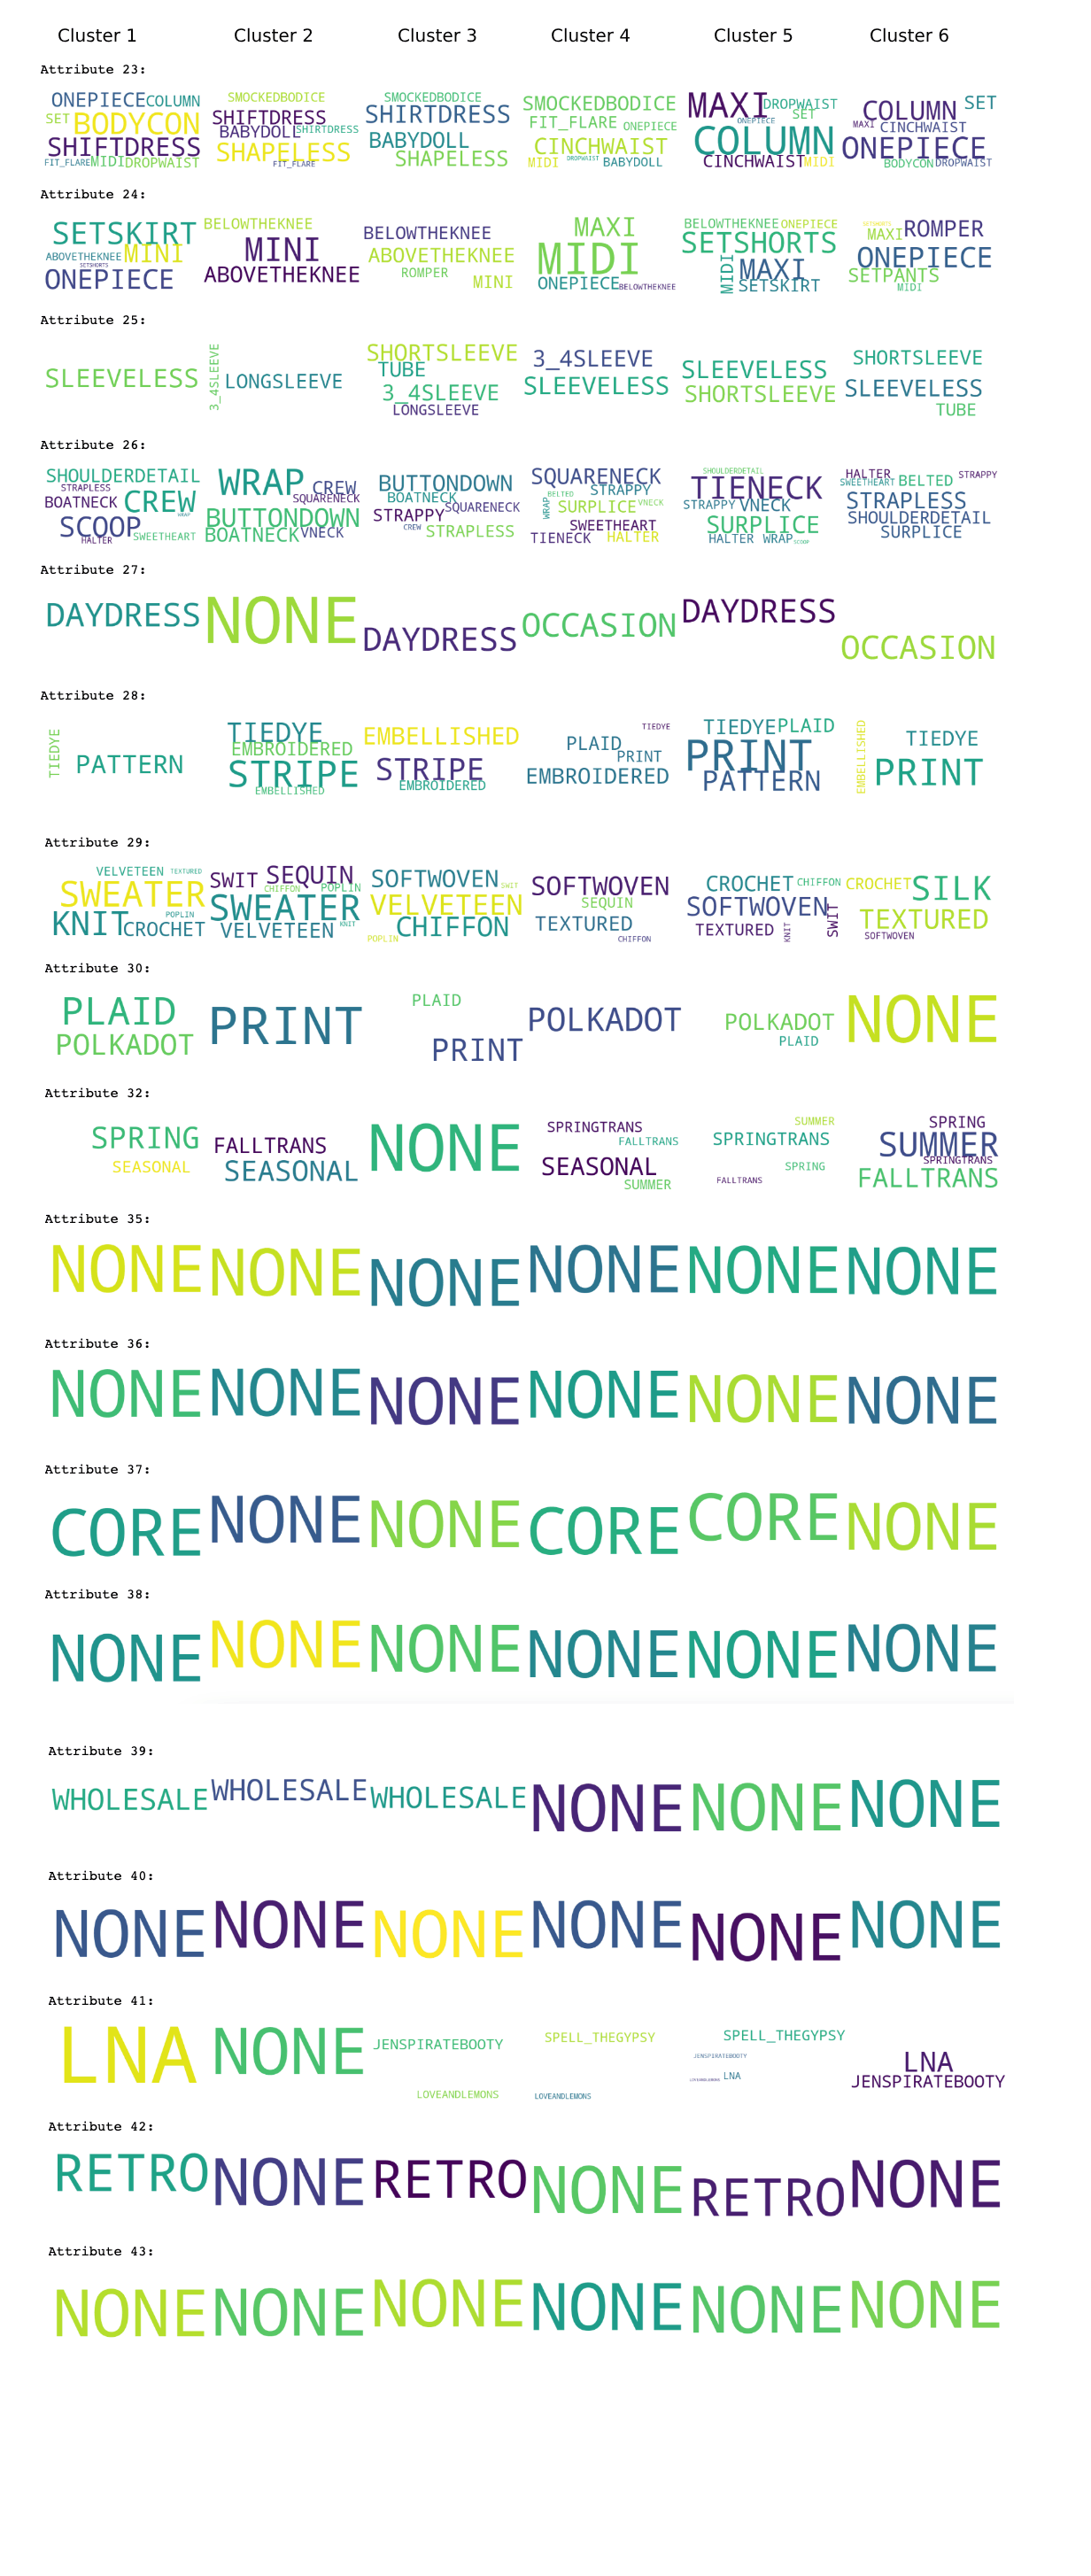 Cluster 1 Cluster 2 Cluster 3 Cluster 4 Cluster 5 Cluster 6
Attribute 23:
ONEPIECE COLUMN SET BODYCON SHIFTDRESS FIT_FLARE MIDI DROPWAIST
SMOCKEDBODICE SHIFTDRESS BABYDOLL SHIRTDRESS SHAPELESS FIT_FLARE
SMOCKEDBODICE SHIRTDRESS BABYDOLL SHAPELESS
SMOCKEDBODICE FIT_FLARE ONEPIECE CINCHWAIST MIDI DROPWAIST BABYDOLL
MAXI DROPWAIST ONEPIECE SET COLUMN CINCHWAIST MIDI
COLUMN SET MAXI CINCHWAIST ONEPIECE BODYCON DROPWAIST
Attribute 24:
SETSKIRT ABOVETHEKNEE MINI SETSHORTS ONEPIECE
BELOWTHEKNEE MINI ABOVETHEKNEE
BELOWTHEKNEE ABOVETHEKNEE ROMPER MINI
MAXI MIDI ONEPIECE BELOWTHEKNEE
BELOWTHEKNEE ONEPIECE SETSHORTS MIDI MAXI SETSKIRT
SETSHORTS MAXI ROMPER ONEPIECE SETPANTS MIDI
Attribute 25:
SLEEVELESS
3_4SLEEVE LONGSLEEVE
SHORTSLEEVE TUBE 3_4SLEEVE LONGSLEEVE
3_4SLEEVE SLEEVELESS
SLEEVELESS SHORTSLEEVE
SHORTSLEEVE SLEEVELESS TUBE
Attribute 26:
SHOULDERDETAIL STRAPLESS BOATNECK CREW WRAP SCOOP HALTER SWEETHEART
WRAP CREW SQUARENECK BUTTONDOWN BOATNECK VNECK
BUTTONDOWN BOATNECK STRAPPY SQUARENECK CREW STRAPLESS
SQUARENECK STRAPPY BELTED WRAP SURPLICE VNECK SWEETHEART TIENECK HALTER
SHOULDERDETAIL TIENECK STRAPPY VNECK SURPLICE HALTER WRAP SCOOP
HALTER SWEETHEART BELTED STRAPPY STRAPLESS SHOULDERDETAIL SURPLICE
Attribute 27:
DAYDRESS NONE DAYDRESS OCCASION DAYDRESS OCCASION
Attribute 28:
TIEDYE PATTERN
TIEDYE EMBROIDERED STRIPE EMBELLISHED
EMBELLISHED STRIPE EMBROIDERED
TIEDYE PLAID PRINT EMBROIDERED
TIEDYE PLAID PRINT PATTERN
EMBELLISHED TIEDYE PRINT
Attribute 29:
VELVETEEN TEXTURED SWEATER POPLIN KNIT CROCHET
SWIT SEQUIN CHIFFON POPLIN SWEATER VELVETEEN KNIT
SOFTWOVEN SWIT VELVETEEN CHIFFON POPLIN
SOFTWOVEN SEQUIN TEXTURED CHIFFON
CROCHET CHIFFON SOFTWOVEN TEXTURED KNIT SWIT
CROCHET SILK TEXTURED SOFTWOVEN
Attribute 30:
PLAID POLKADOT
PRINT
PLAID PRINT
POLKADOT
POLKADOT PLAID
NONE
Attribute 32:
SPRING SEASONAL
FALLTRANS SEASONAL
NONE
SPRINGTRANS FALLTRANS SEASONAL SUMMER
SUMMER SPRINGTRANS SPRING FALLTRANS
SPRING SUMMER SPRINGTRANS FALLTRANS
Attribute 35:
NONE NONE NONE NONE NONE NONE
Attribute 36:
NONE NONE NONE NONE NONE NONE
Attribute 37:
CORE NONE NONE CORE CORE NONE
Attribute 38:
NONE NONE NONE NONE NONE NONE
Attribute 39:
WHOLESALE WHOLESALE WHOLESALE NONE NONE NONE
Attribute 40:
NONE NONE NONE NONE NONE NONE
Attribute 41:
LNA
NONE
JENSPIRATEBOOTY LOVEANDLEMONS
SPELL_THEGYPSY LOVEANDLEMONS
SPELL_THEGYPSY JENSPIRATEBOOTY LOVEANDLEMONS LNA
LNA JENSPIRATEBOOTY
Attribute 42:
RETRO NONE RETRO NONE RETRO NONE
Attribute 43:
NONE NONE NONE NONE NONE NONE